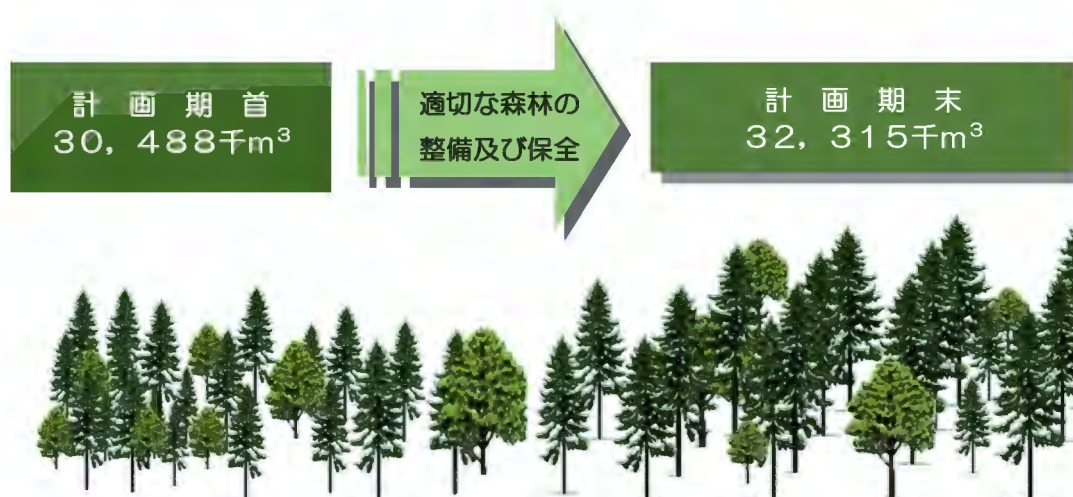 計画期首
30,488千m³
適切な森林の
整備及び保全
計画期末
32,315千m³